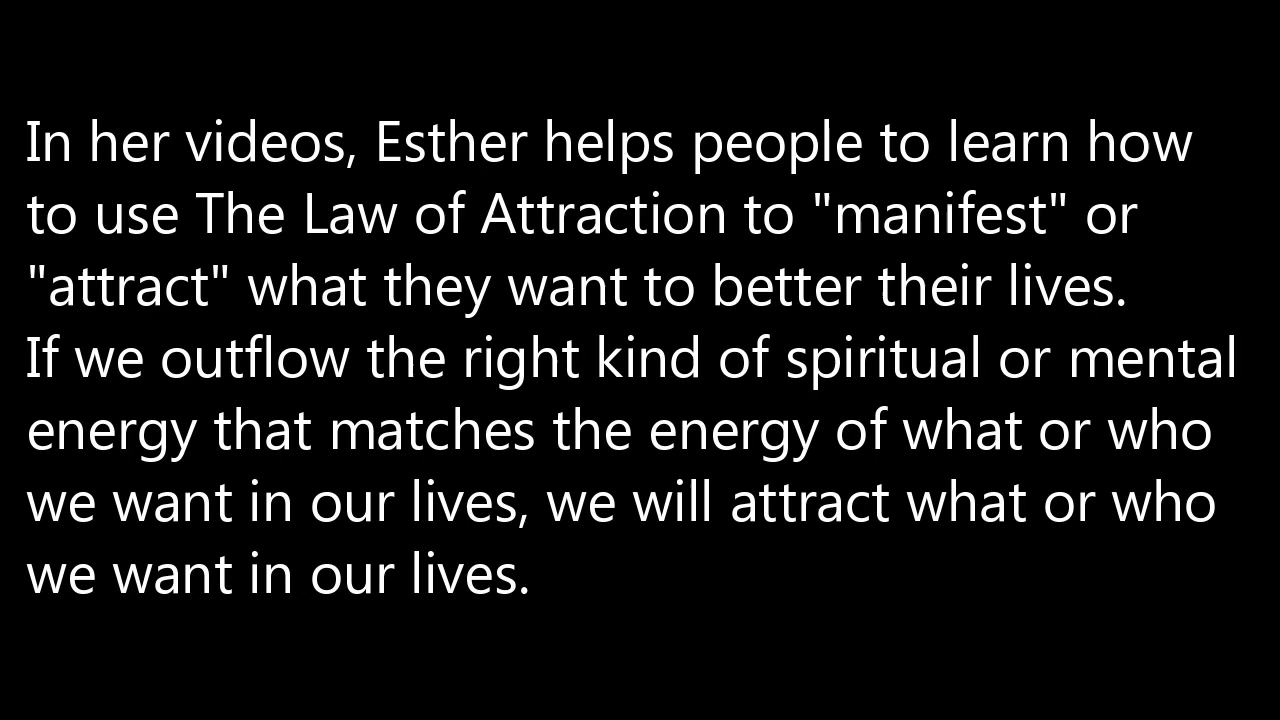 In her videos, Esther helps people to learn how
to use The Law of Attraction to "manifest" or
"attract" what they want to better their lives.
If we outflow the right kind of spiritual or mental
energy that matches the energy of what or who
we want in our lives, we will attract what or who
we want in our lives.